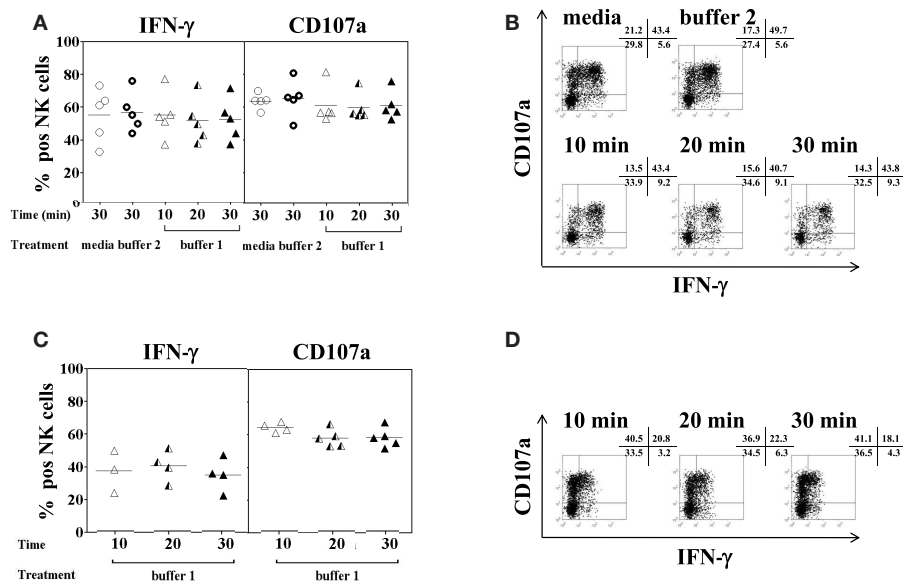 A
IFN-γ
CD107a
% pos NK cells
100
80
60
40
20
0
Time (min)
30 30 10 20 30 30 30 10 20 30
Treatment
media buffer 2 buffer 1 media buffer 2 buffer 1
B
media
buffer 2
21.2 43.4
29.8 5.6
17.3 49.7
27.4 5.6
CD107a
10 min
20 min
30 min
13.5 43.4
33.9 9.2
15.6 40.7
34.6 9.1
14.3 43.8
32.5 9.3
IFN-γ
C
IFN-γ
CD107a
% pos NK cells
100
80
60
40
20
0
Time
10 20 30 10 20 30
Treatment
buffer 1 buffer 1
D
10 min
20 min
30 min
40.5 20.8
33.5 3.2
36.9 22.3
34.5 6.3
41.1 18.1
36.5 4.3
CD107a
IFN-γ